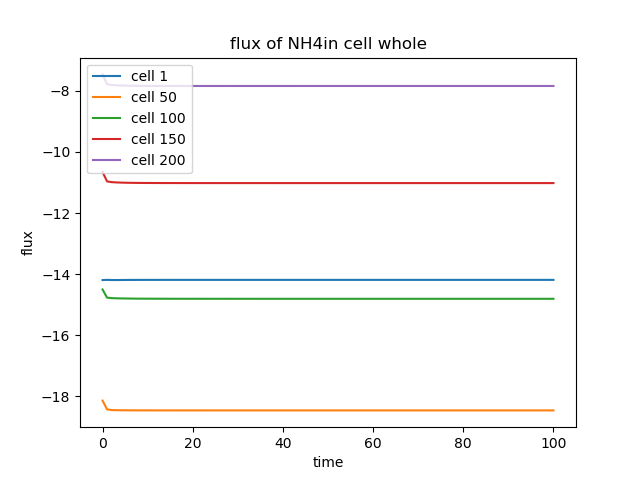 flux of NH4in cell whole
cell 1
cell 50
cell 100
cell 150
cell 200
−8
−10
−12
−14
−16
−18
flux
0
20
40
60
80
100
time